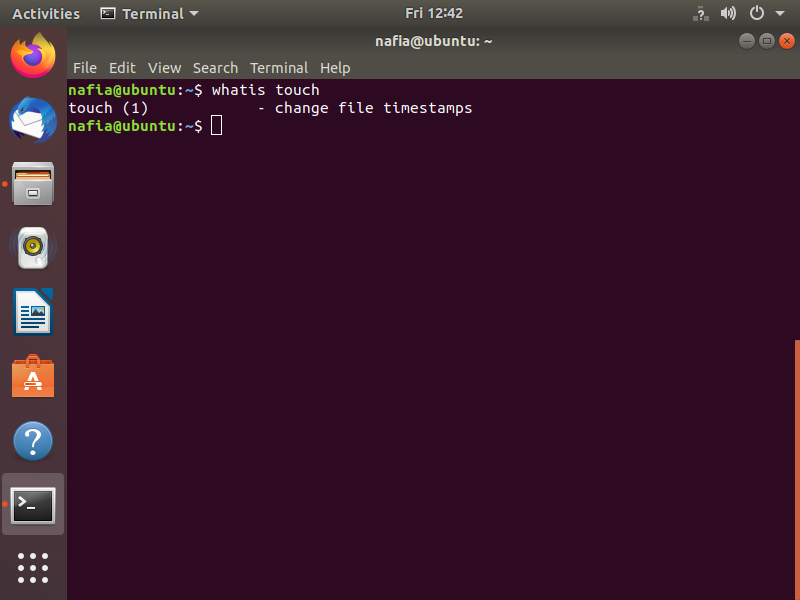 Activities Terminal Fri 12:42
nafia@ubuntu: ~
File Edit View Search Terminal Help
nafia@ubuntu:~$ whatis touch
touch (1)            - change file timestamps
nafia@ubuntu:~$